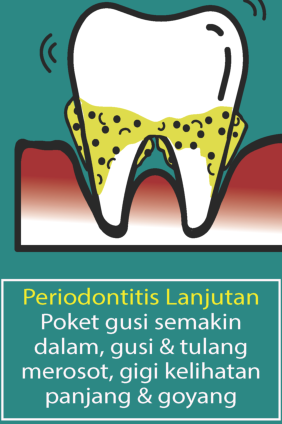 Periodontitis Lanjutan
Poket gusi semakin
dalam, gusi & tulang
merosot, gigi kelihatan
panjang & goyang